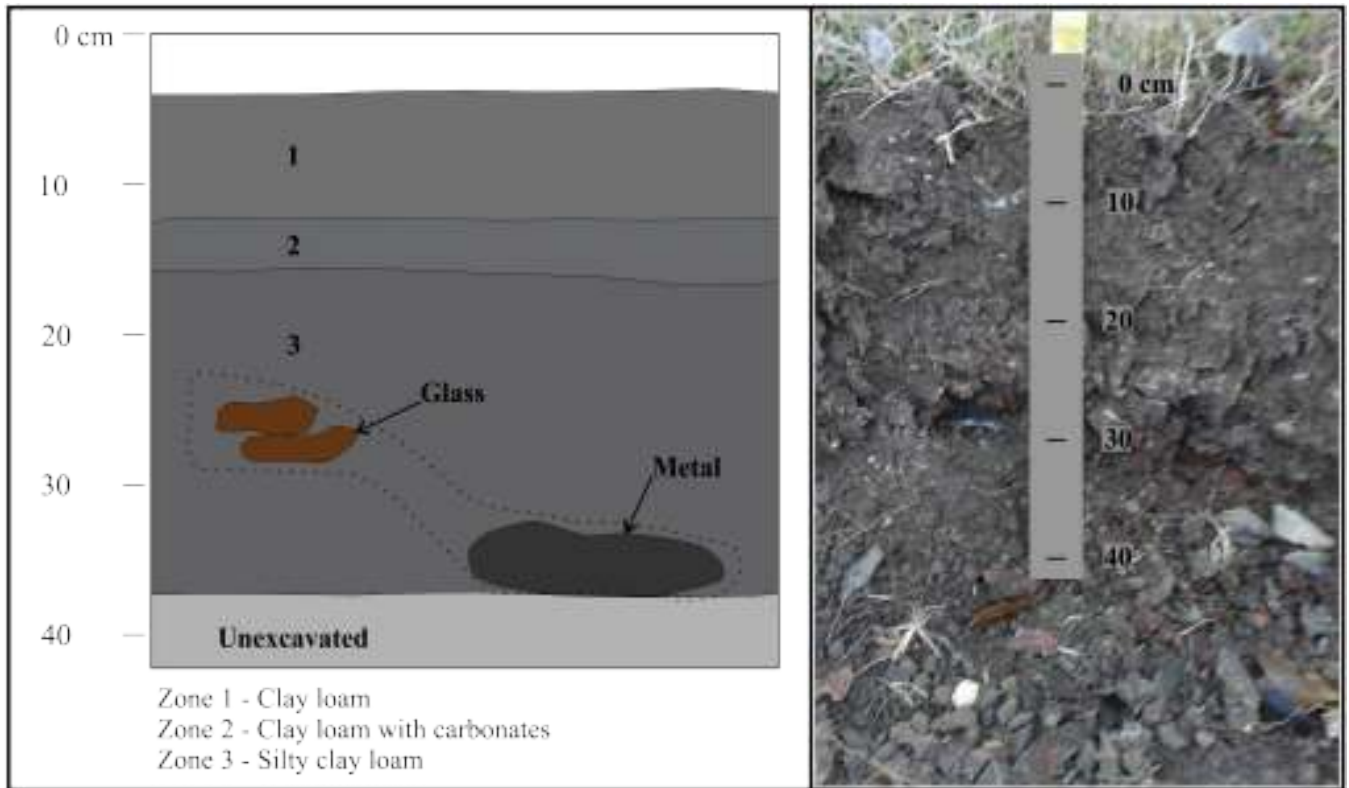 0 cm
1
10
2
20
3
Glass
30
Metal
40
Unexcavated
Zone 1 - Clay loam
Zone 2 - Clay loam with carbonates
Zone 3 - Silty clay loam
0 cm
10
20
30
40